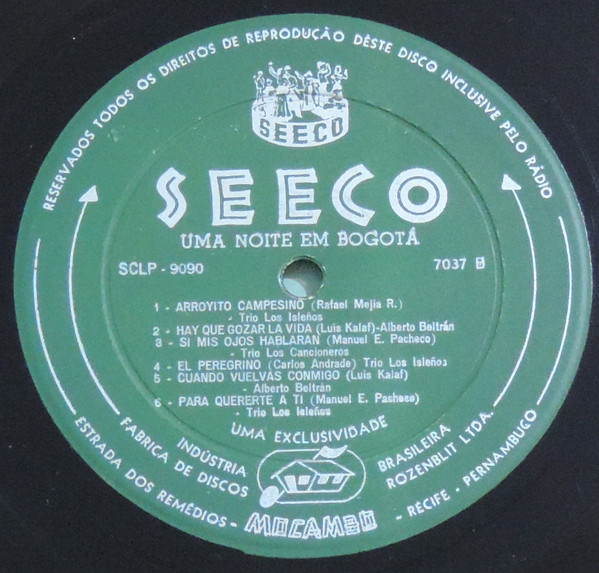 RESERVADOS TODOS OS DIREITOS DE REPRODUCÃO DÊSTE DISCO INCLUSIVE PELO RÁDIO
SEECO
SEECO
UMA NOITE EM BOGOTÁ
SCLP - 9090
7037 B
1 - ARROYITO CAMPESINO (Rafael Mejia R.)
- Trio Los Isleños
2 - HAY QUE GOZAR LA VIDA (Luis Kalaf)-Alberto Beltrán
3 - SI MIS OJOS HABLARAN (Manuel E. Pacheco)
- Trio Los Cancioneros
4 - EL PEREGRINO (Carlos Andrade) Trio Los Isleños
5 - CUANDO VUELVAS CONMIGO (Luis Kalaf)
- Alberto Beltrán
6 - PARA QUERERTE A TI (Manuel E. Pacheco)
- Trio Los Isleños
UMA EXCLUSIVIDADE
INDÚSTRIA BRASILEIRA
FABRICA DE DISCOS ROZENBLIT LTDA.
ESTRADA DOS REMÉDIOS - MOCAMBO - RECIFE - PERNAMBUCO